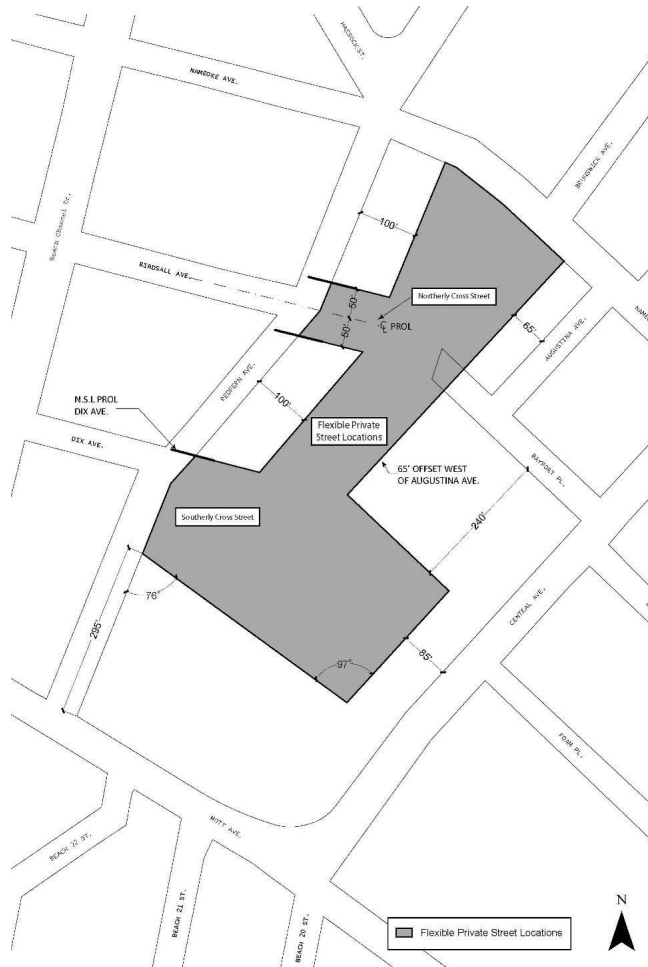 HASSOCK ST.
NAMEOKE AVE.
BRUNSWICK AVE.
Beach Channel Dr.
100'
BIRDSALL AVE.
50'
Northerly Cross Street
50'
℄ PROL
65'
AUGUSTINA AVE.
REDFERN AVE.
N.S.L PROL
DIX AVE.
100'
Flexible Private
Street Locations
DIX AVE.
65' OFFSET WEST
OF AUGUSTINA AVE.
BAYPORT PL.
Southerly Cross Street
240'
76°
CENTRAL AVE.
295'
85'
97°
FOAM PL.
MOTT AVE.
BEACH 22 ST.
BEACH 21 ST.
BEACH 20 ST.
N
Flexible Private Street Locations